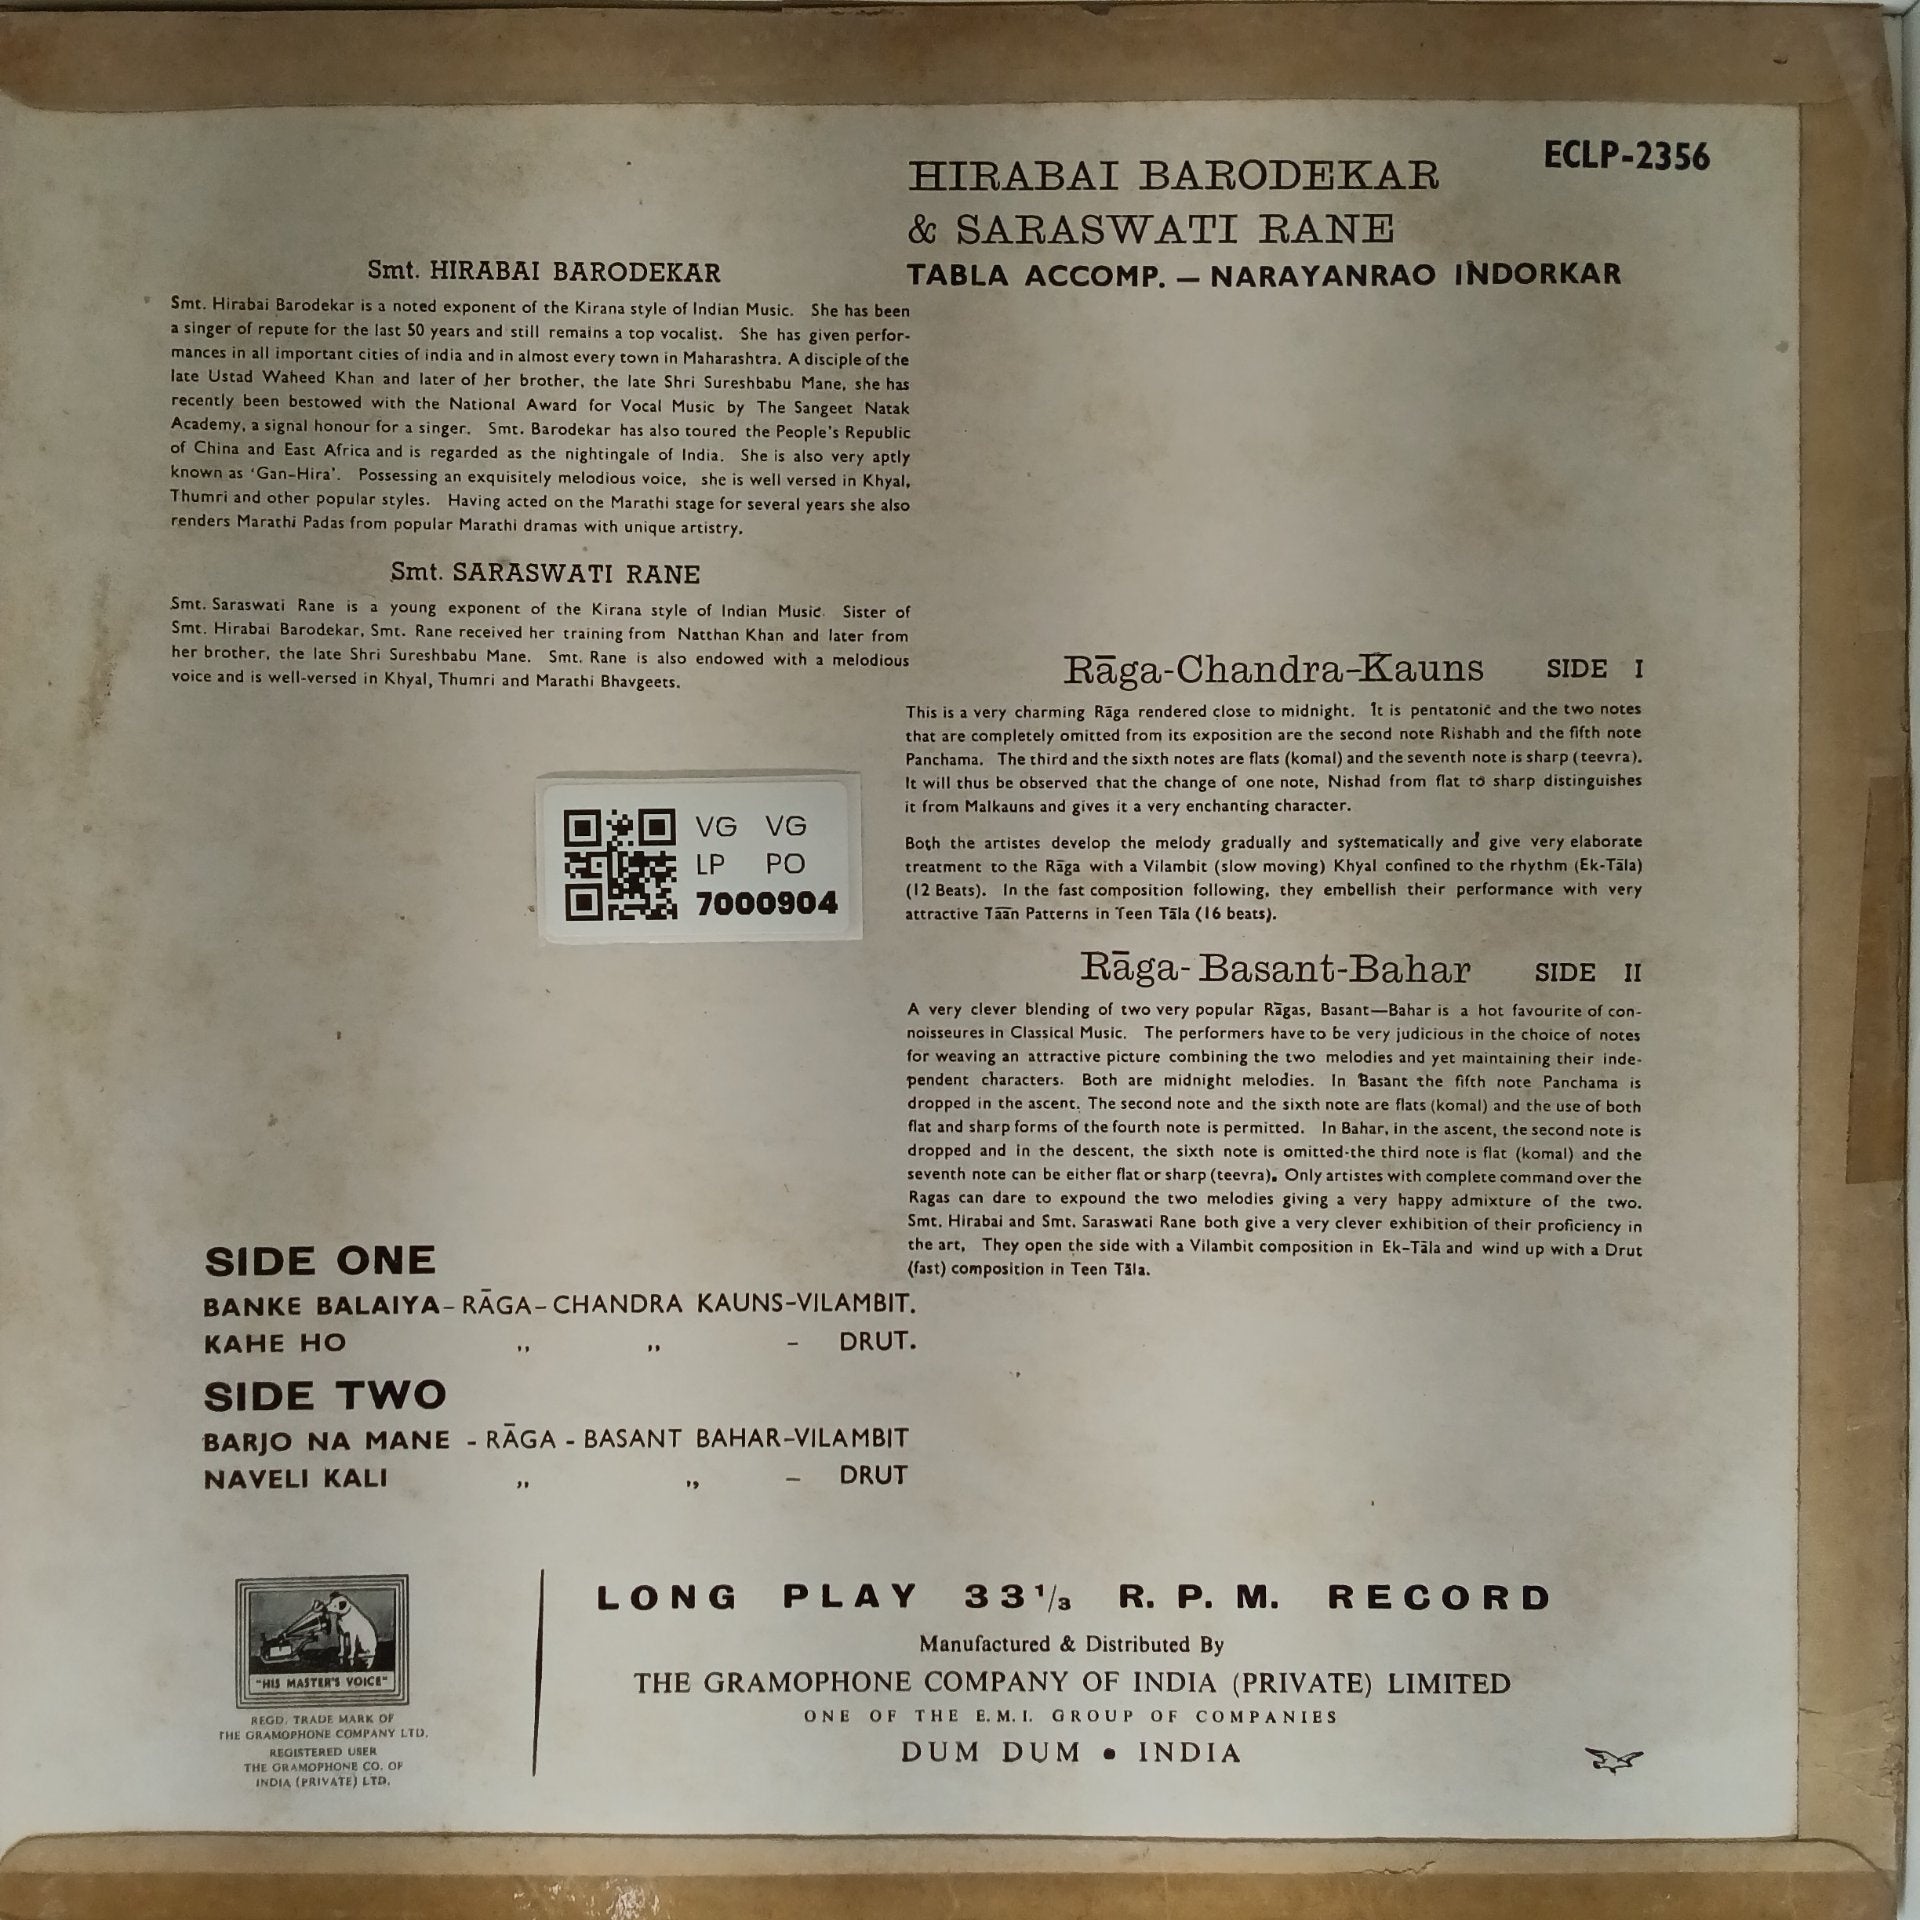 ECLP-2356
HIRABAI BARODEKAR
& SARASWATI RANE
TABLA ACCOMP. — NARAYANRAO INDORKAR
Smt. HIRABAI BARODEKAR
Smt. Hirabai Barodekar is a noted exponent of the Kirana style of Indian Music. She has been
a singer of repute for the last 50 years and still remains a top vocalist. She has given perfor-
mances in all important cities of india and in almost every town in Maharashtra. A disciple of the
late Ustad Waheed Khan and later of her brother, the late Shri Sureshbabu Mane, she has
recently been bestowed with the National Award for Vocal Music by The Sangeet Natak
Academy, a signal honour for a singer. Smt. Barodekar has also toured the People's Republic
of China and East Africa and is regarded as the nightingale of India. She is also very aptly
known as 'Gan-Hira'. Possessing an exquisitely melodious voice, she is well versed in Khyal,
Thumri and other popular styles. Having acted on the Marathi stage for several years she also
renders Marathi Padas from popular Marathi dramas with unique artistry.
Smt. SARASWATI RANE
Smt. Saraswati Rane is a young exponent of the Kirana style of Indian Music. Sister of
Smt. Hirabai Barodekar, Smt. Rane received her training from Natthan Khan and later from
her brother, the late Shri Sureshbabu Mane. Smt. Rane is also endowed with a melodious
voice and is well-versed in Khyal, Thumri and Marathi Bhavgeets.
VG VG
LP PO
7000904
Rāga-Chandra-Kauns SIDE I
This is a very charming Rāga rendered close to midnight. It is pentatonic and the two notes
that are completely omitted from its exposition are the second note Rishabh and the fifth note
Panchama. The third and the sixth notes are flats (komal) and the seventh note is sharp (teevra).
It will thus be observed that the change of one note, Nishad from flat to sharp distinguishes
it from Malkauns and gives it a very enchanting character.
Both the artistes develop the melody gradually and systematically and give very elaborate
treatment to the Rāga with a Vilambit (slow moving) Khyal confined to the rhythm (Ek-Tāla)
(12 Beats). In the fast composition following, they embellish their performance with very
attractive Tāān Patterns in Teen Tāla (16 beats).
Rāga-Basant-Bahar SIDE II
A very clever blending of two very popular Rāgas, Basant—Bahar is a hot favourite of con-
noisseures in Classical Music. The performers have to be very judicious in the choice of notes
for weaving an attractive picture combining the two melodies and yet maintaining their inde-
pendent characters. Both are midnight melodies. In Basant the fifth note Panchama is
dropped in the ascent. The second note and the sixth note are flats (komal) and the use of both
flat and sharp forms of the fourth note is permitted. In Bahar, in the ascent, the second note is
dropped and in the descent, the sixth note is omitted-the third note is flat (komal) and the
seventh note can be either flat or sharp (teevra). Only artistes with complete command over the
Ragas can dare to expound the two melodies giving a very happy admixture of the two.
Smt. Hirabai and Smt. Saraswati Rane both give a very clever exhibition of their proficiency in
the art, They open the side with a Vilambit composition in Ek-Tāla and wind up with a Drut
(fast) composition in Teen Tāla.
SIDE ONE
BANKE BALAIYA - RĀGA - CHANDRA KAUNS-VILAMBIT.
KAHE HO ,, ,, - DRUT.
SIDE TWO
BARJO NA MANE - RĀGA - BASANT BAHAR-VILAMBIT
NAVELI KALI ,, ,, - DRUT
"HIS MASTER'S VOICE"
REGD. TRADE MARK OF
THE GRAMOPHONE COMPANY LTD.
REGISTERED USER
THE GRAMOPHONE CO. OF
INDIA (PRIVATE) LTD.
LONG PLAY 33 1/3 R. P. M. RECORD
Manufactured & Distributed By
THE GRAMOPHONE COMPANY OF INDIA (PRIVATE) LIMITED
ONE OF THE E.M.I. GROUP OF COMPANIES
DUM DUM • INDIA